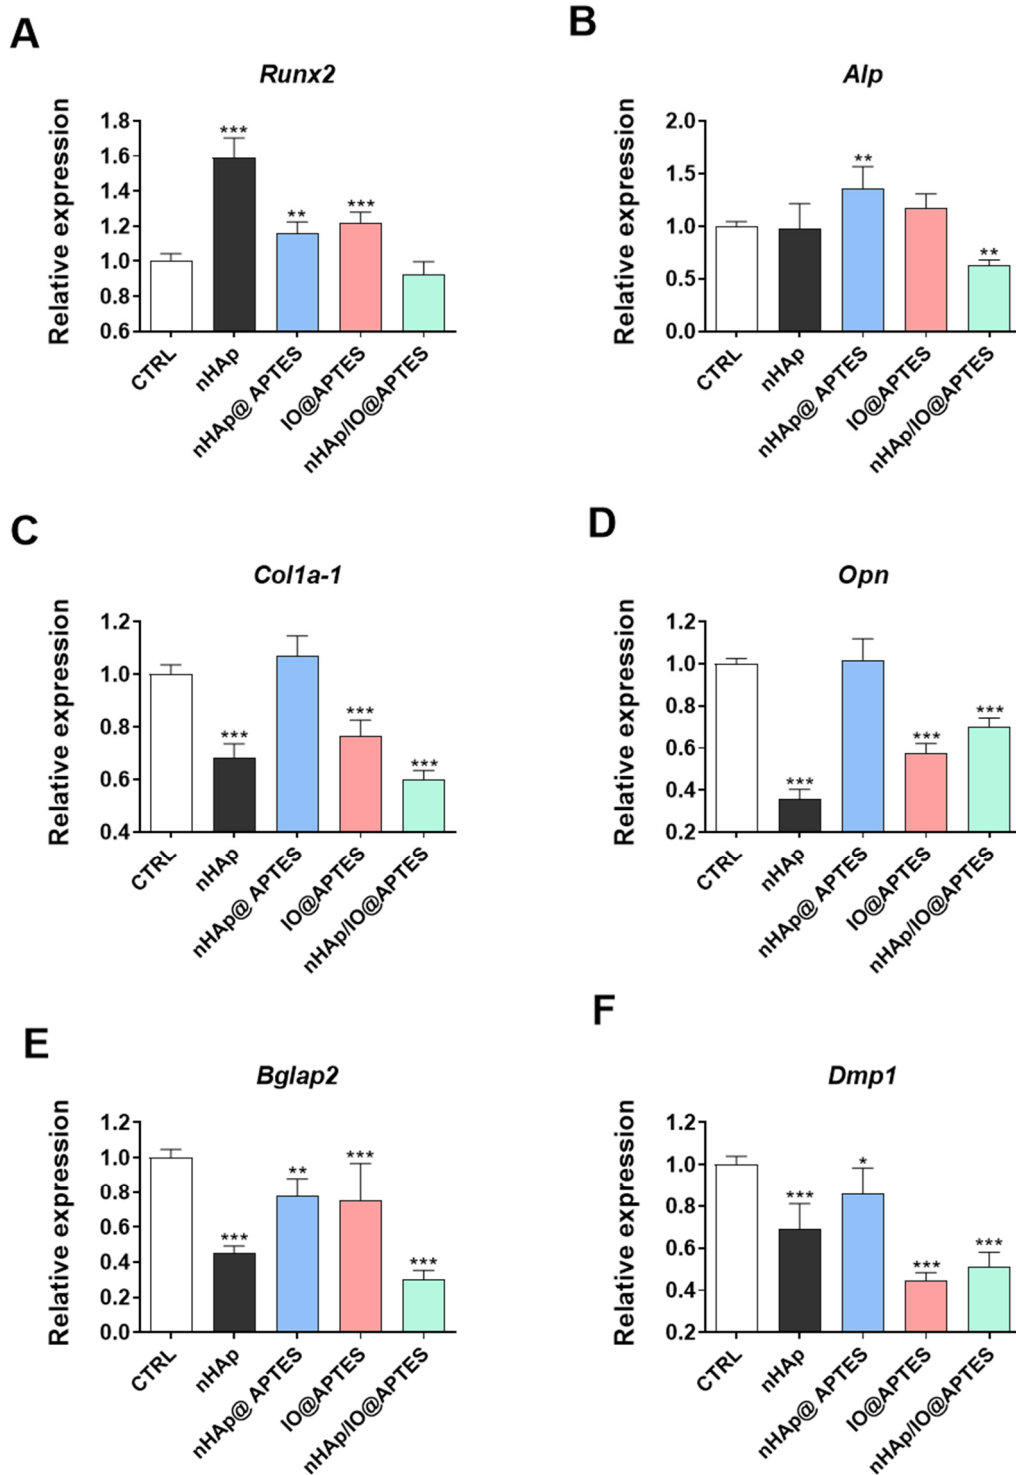 A
Runx2
Relative expression
1.8
1.6
1.4
1.2
1.0
0.8
0.6
***
**
***
CTRL
nHAp
nHAp@ APTES
IO@APTES
nHAp/IO@APTES
B
Alp
Relative expression
2.0
1.5
1.0
0.5
0.0
**
**
CTRL
nHAp
nHAp@ APTES
IO@APTES
nHAp/IO@APTES
C
Col1a-1
Relative expression
1.2
1.0
0.8
0.6
0.4
***
***
***
CTRL
nHAp
nHAp@ APTES
IO@APTES
nHAp/IO@APTES
D
Opn
Relative expression
1.2
1.0
0.8
0.6
0.4
0.2
***
***
***
CTRL
nHAp
nHAp@ APTES
IO@APTES
nHAp/IO@APTES
E
Bglap2
Relative expression
1.2
1.0
0.8
0.6
0.4
0.2
0.0
***
**
***
***
CTRL
nHAp
nHAp@ APTES
IO@APTES
nHAp/IO@APTES
F
Dmp1
Relative expression
1.2
1.0
0.8
0.6
0.4
0.2
***
*
***
***
CTRL
nHAp
nHAp@ APTES
IO@APTES
nHAp/IO@APTES